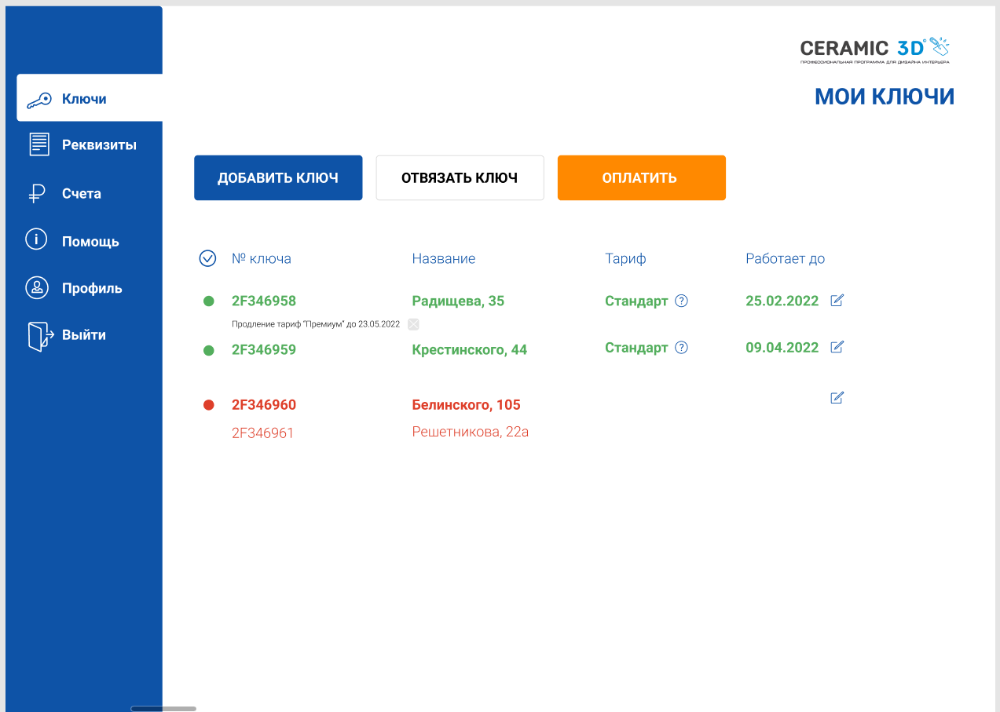 CERAMIC 3D©
ПРОФЕССИОНАЛЬНАЯ ПРОГРАММА ДЛЯ ДИЗАЙНА ИНТЕРЬЕРА
МОИ КЛЮЧИ
Ключи
Реквизиты
Счета
Помощь
Профиль
Выйти
ДОБАВИТЬ КЛЮЧ ОТВЯЗАТЬ КЛЮЧ ОПЛАТИТЬ
№ ключа Название Тариф Работает до
2F346958 Радищева, 35 Стандарт ? 25.02.2022
Продление тариф "Премиум" до 23.05.2022
2F346959 Крестинского, 44 Стандарт ? 09.04.2022
2F346960 Белинского, 105
2F346961 Решетникова, 22а